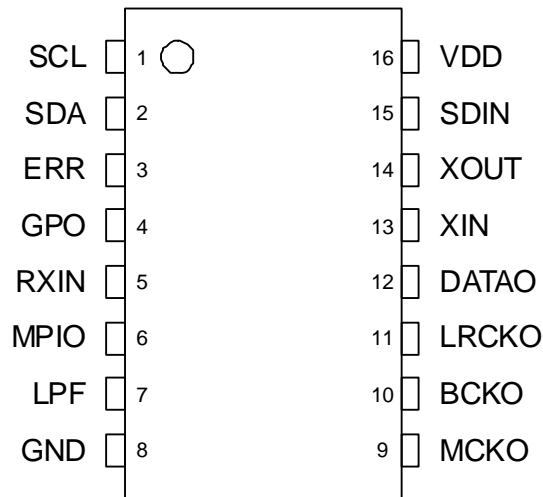 SCL 1 16 VDD
SDA 2 15 SDIN
ERR 3 14 XOUT
GPO 4 13 XIN
RXIN 5 12 DATAO
MPIO 6 11 LRCKO
LPF 7 10 BCKO
GND 8 9 MCKO